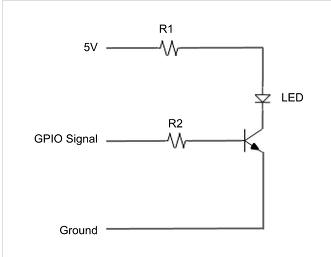 R1
5V
LED
R2
GPIO Signal
Ground